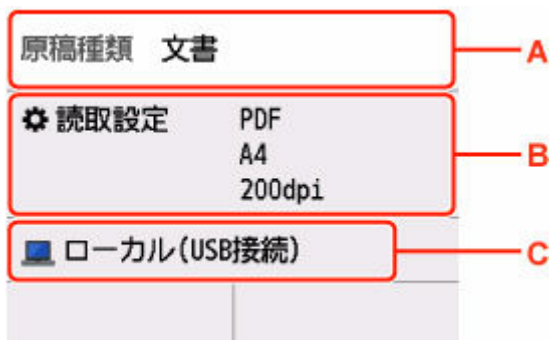 原稿種類 文書
A
読取設定 PDF
A4
B
200dpi
ローカル(USB接続)
C